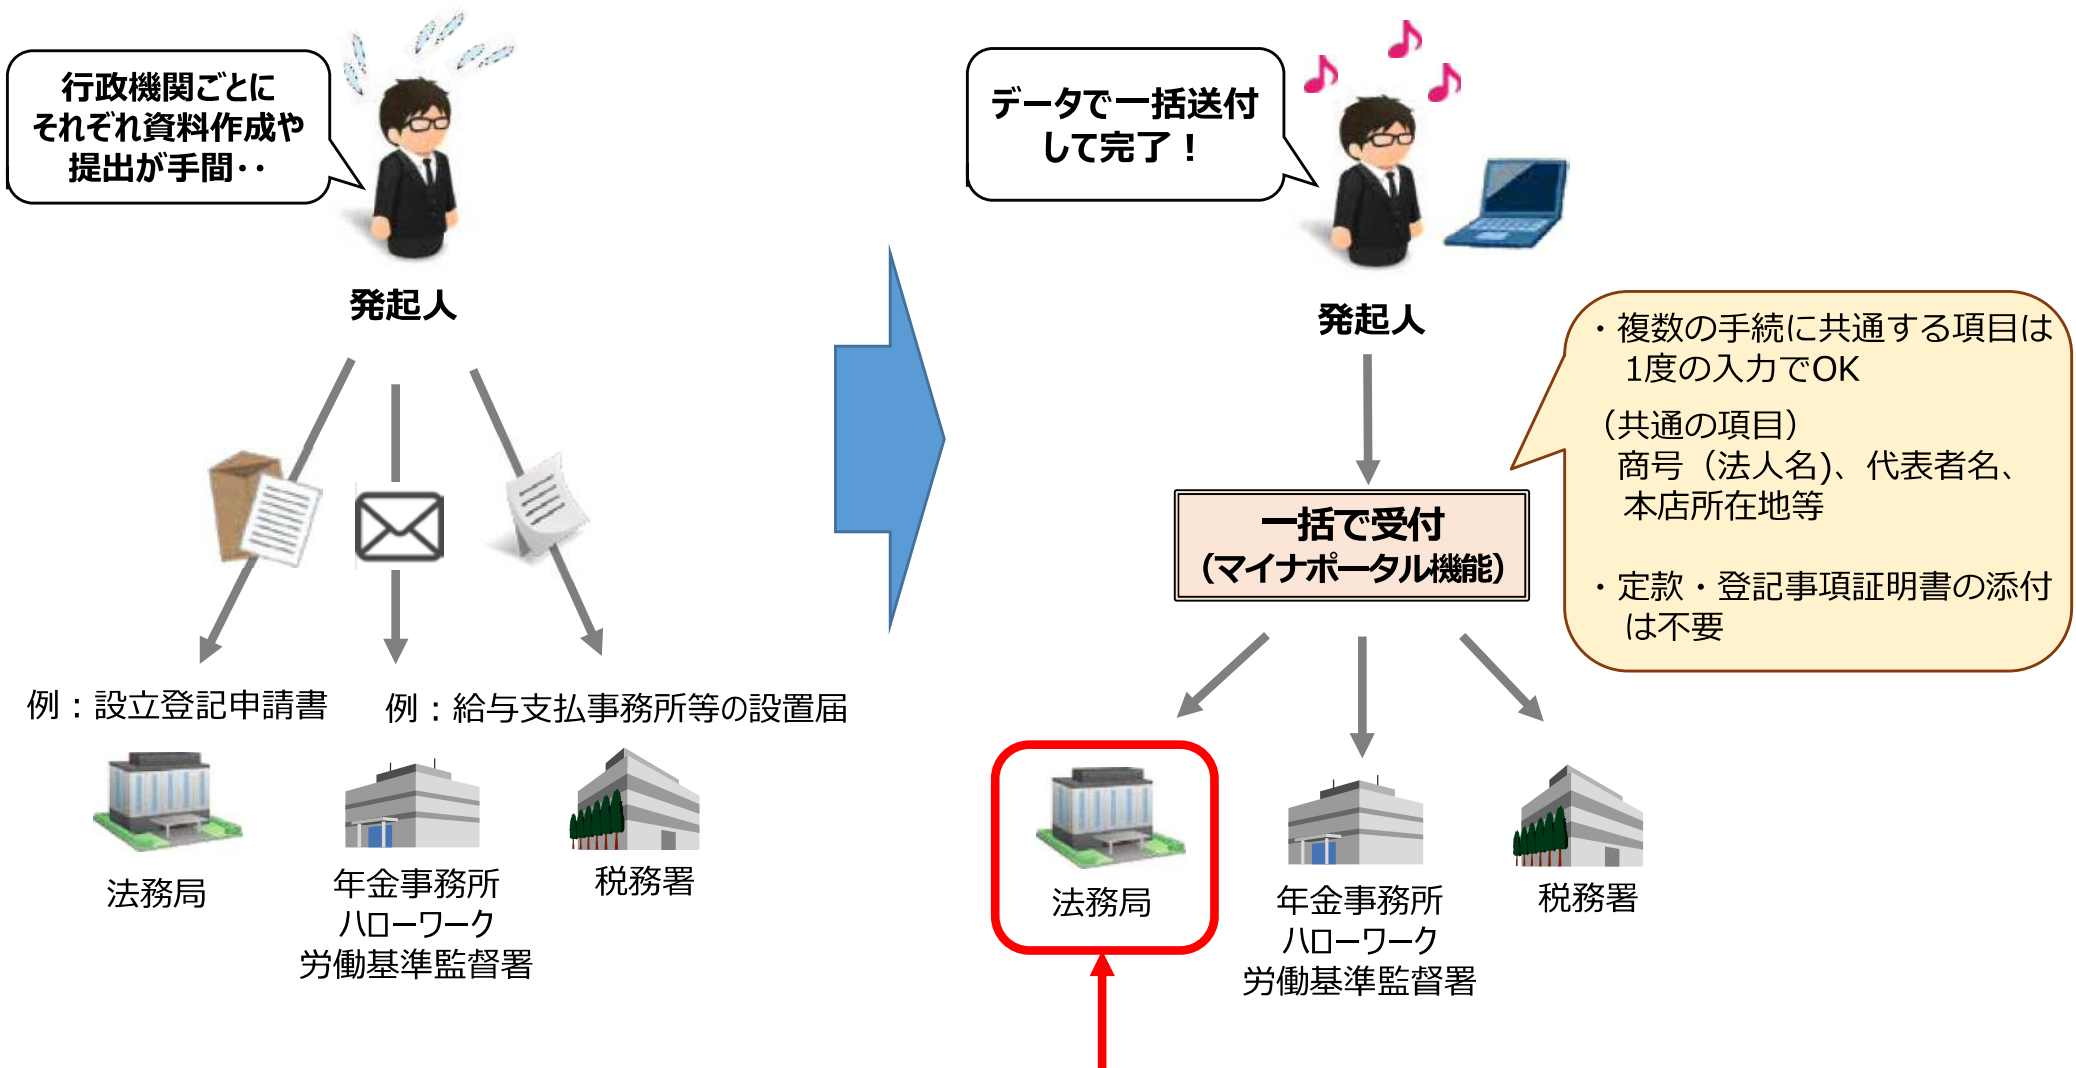 行政機関ごとに
それぞれ資料作成や
提出が手間‥
発起人
例：設立登記申請書
例：給与支払事務所等の設置届
法務局
年金事務所
ハローワーク
労働基準監督署
税務署
データで一括送付
して完了！
発起人
一括で受付
（マイナポータル機能）
・複数の手続に共通する項目は
1度の入力でOK
（共通の項目）
商号（法人名)、代表者名、
本店所在地等
・定款・登記事項証明書の添付
は不要
法務局
年金事務所
ハローワーク
労働基準監督署
税務署